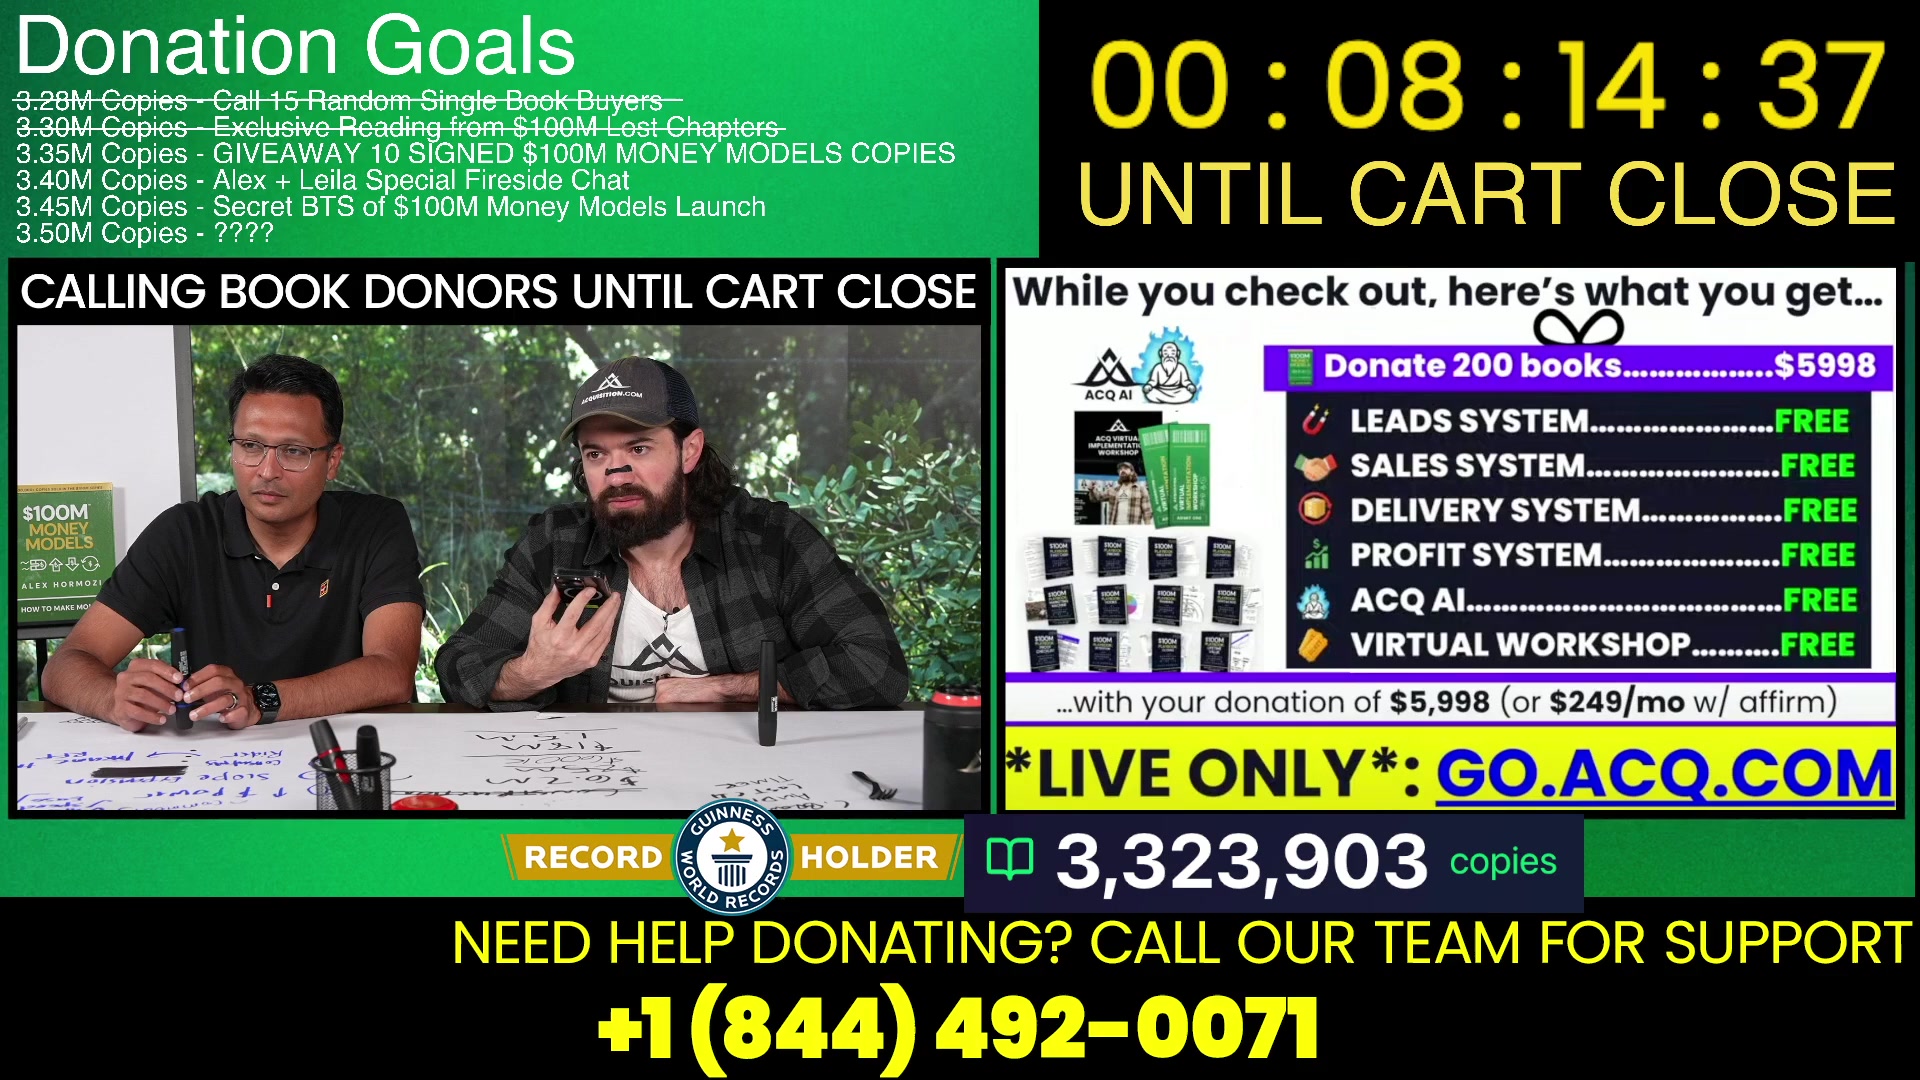 Donation Goals
3.28M Copies - Call 15 Random Single Book Buyers
3.30M Copies - Exclusive Reading from $100M Lost Chapters
3.35M Copies - GIVEAWAY 10 SIGNED $100M MONEY MODELS COPIES
3.40M Copies - Alex + Leila Special Fireside Chat
3.45M Copies - Secret BTS of $100M Money Models Launch
3.50M Copies - ????
00 : 08 : 14 : 37
UNTIL CART CLOSE
CALLING BOOK DONORS UNTIL CART CLOSE
$100M
MONEY
MODELS
ALEX HORMOZI
ACQUISITION.COM
While you check out, here's what you get...
ACQ AI
ACQ VIRTUAL
WORKSHOP
Donate 200 books....................$5998
LEADS SYSTEM........................FREE
SALES SYSTEM.........................FREE
DELIVERY SYSTEM..................FREE
PROFIT SYSTEM.......................FREE
ACQ AI.........................................FREE
VIRTUAL WORKSHOP...........FREE
...with your donation of $5,998 (or $249/mo w/ affirm)
*LIVE ONLY*: GO.ACQ.COM
RECORD HOLDER
GUINNESS WORLD RECORDS
3,323,903 copies
NEED HELP DONATING? CALL OUR TEAM FOR SUPPORT
+1 (844) 492-0071